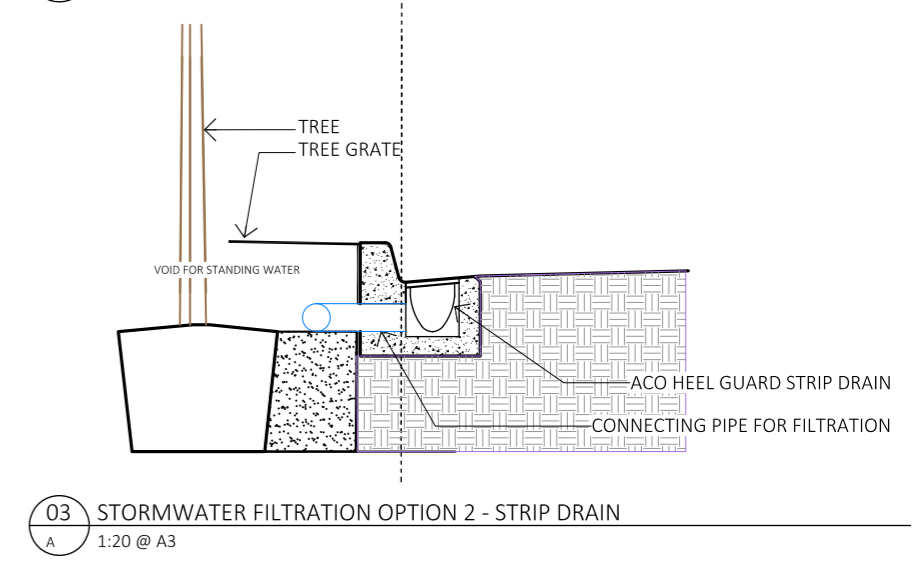 TREE
TREE GRATE
VOID FOR STANDING WATER
ACO HEEL GUARD STRIP DRAIN
CONNECTING PIPE FOR FILTRATION
03 STORMWATER FILTRATION OPTION 2 - STRIP DRAIN
A 1:20 @ A3